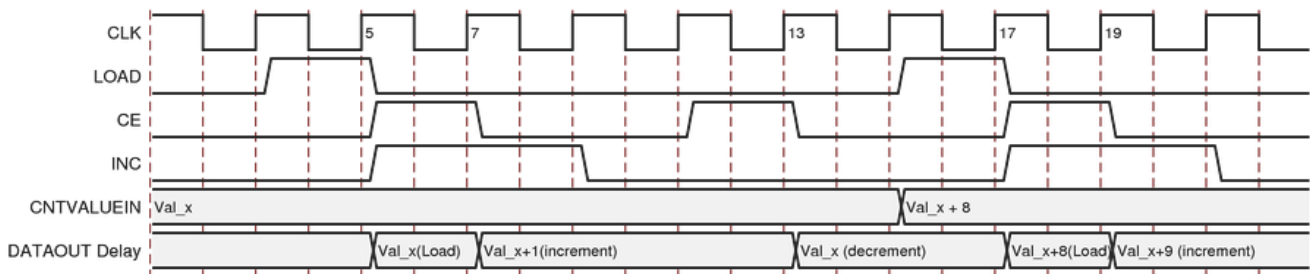 CLK 5 7 13 17 19
LOAD
CE
INC
CNTVALUEIN Val_x Val_x + 8
DATAOUT Delay Val_x(Load) Val_x+1(increment) Val_x (decrement) Val_x+8(Load) Val_x+9 (increment)